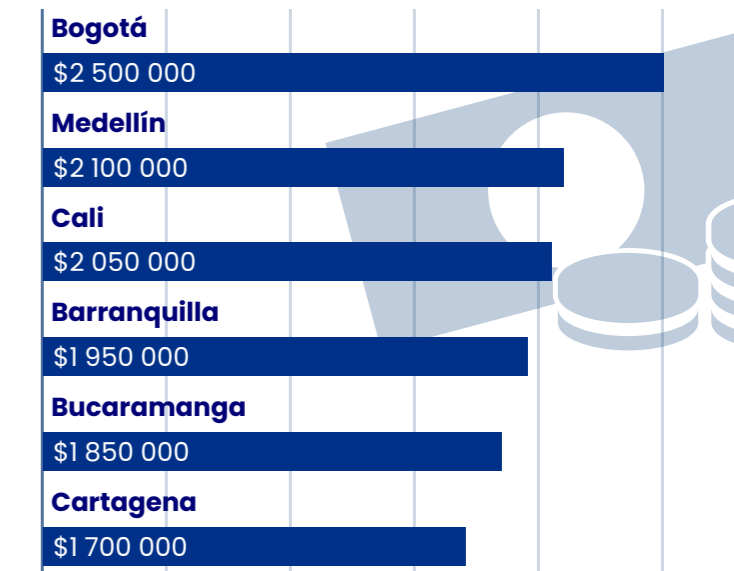 Bogotá
$2 500 000
Medellín
$2 100 000
Cali
$2 050 000
Barranquilla
$1 950 000
Bucaramanga
$1 850 000
Cartagena
$1 700 000